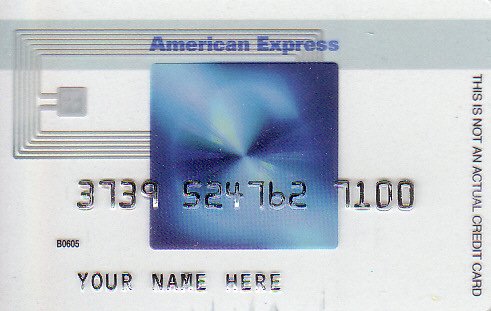 American Express
3739 524762 7100
B0605
YOUR NAME HERE
THIS IS NOT AN ACTUAL CREDIT CARD